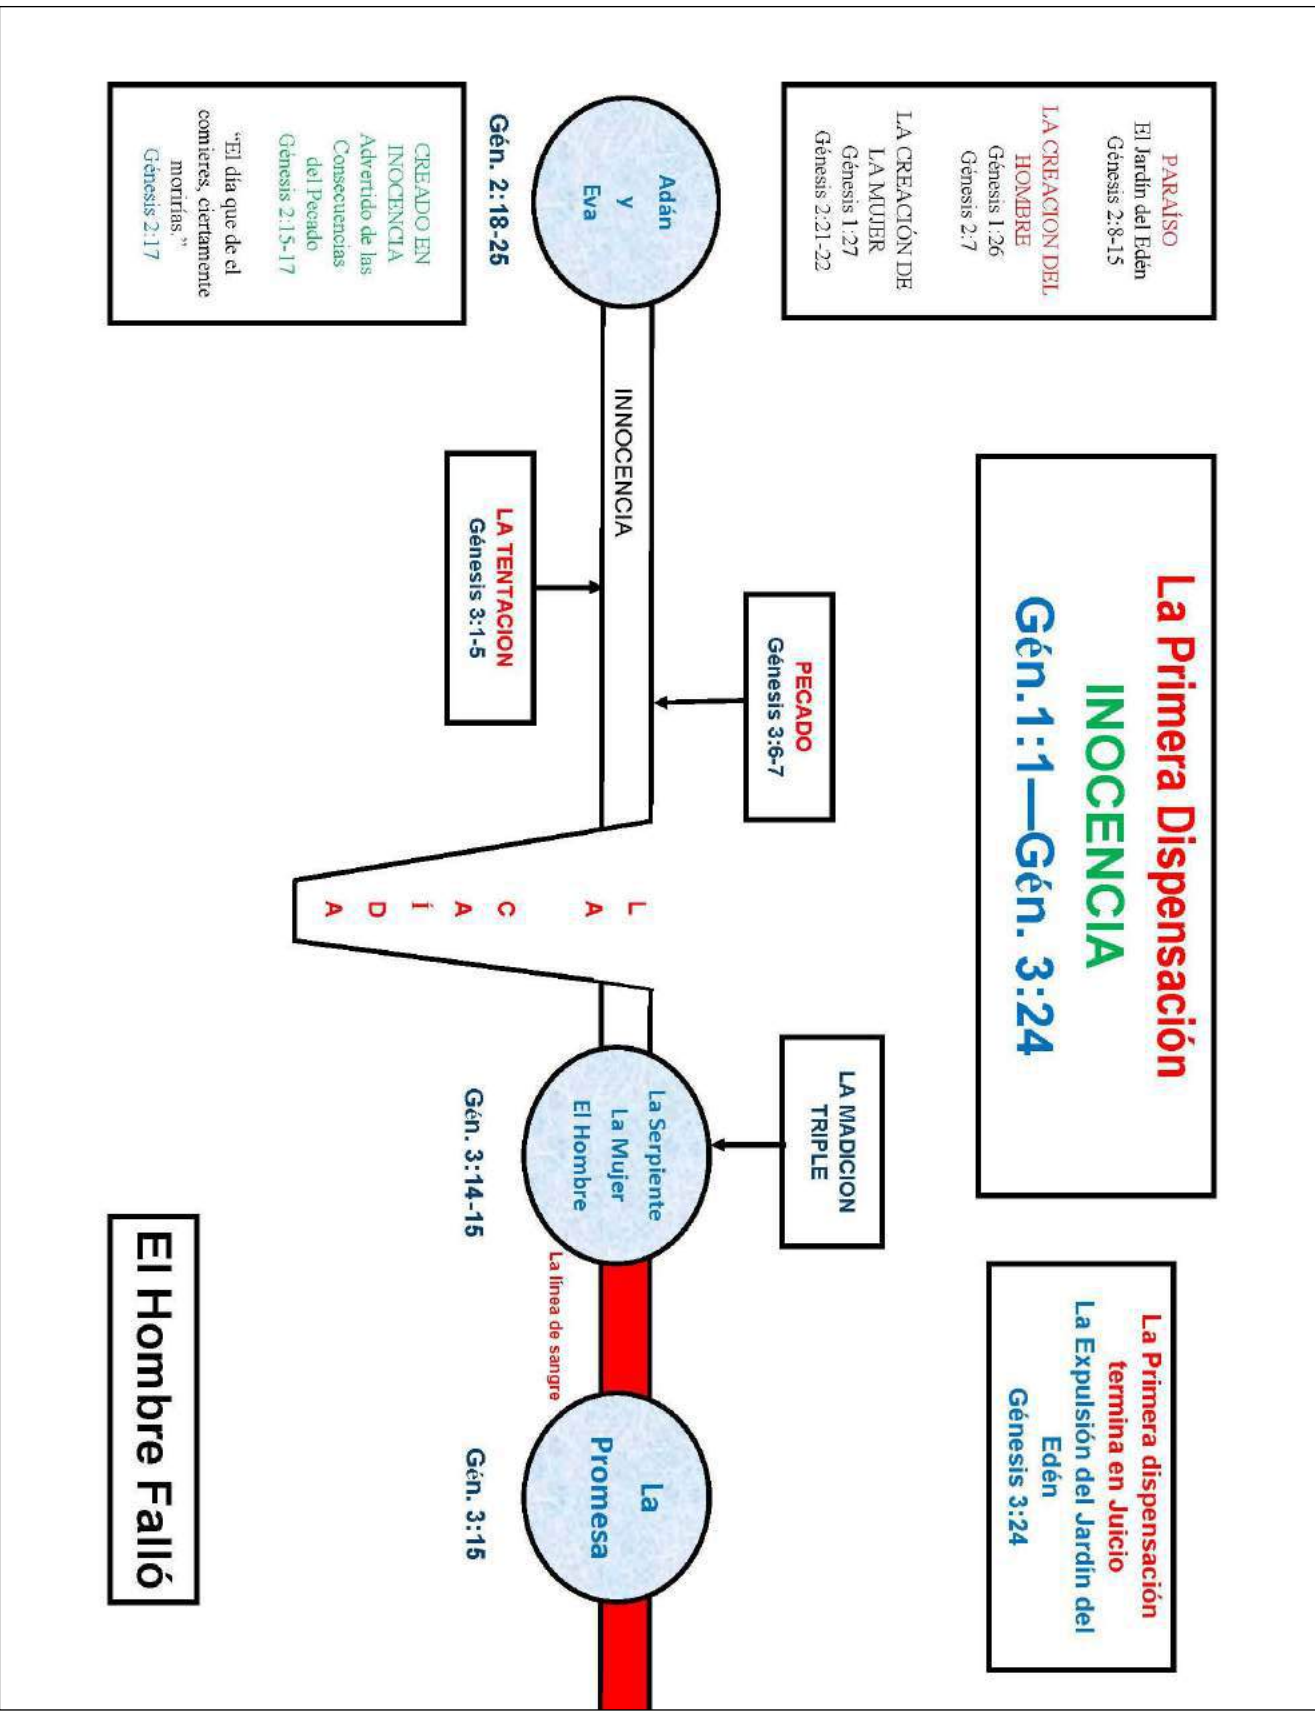 La Primera Dispensación
INOCENCIA
Gén.1:1—Gén. 3:24
PARAÍSO
El Jardín del Edén
Génesis 2:8-15
LA CREACION DEL
HOMBRE
Génesis 1:26
Génesis 2:7
LA CREACIÓN DE
LA MUJER
Génesis 1:27
Génesis 2:21-22
La Primera dispensación
termina en Juicio
La Expulsión del Jardín del
Edén
Génesis 3:24
PECADO
Génesis 3:6-7
LA MADICION
TRIPLE
Adán
y
Eva
INNOCENCIA
L
A
C
A
Í
D
A
La Serpiente
La Mujer
El Hombre
La línea de sangre
La
Promesa
Gén. 2:18-25
LA TENTACION
Génesis 3:1-5
Gén. 3:14-15
Gén. 3:15
CREADO EN
INOCENCIA
Advertido de las
Consecuencias
del Pecado
Génesis 2:15-17
“El día que de el
comieres, ciertamente
morirías.”
Génesis 2:17
El Hombre Falló